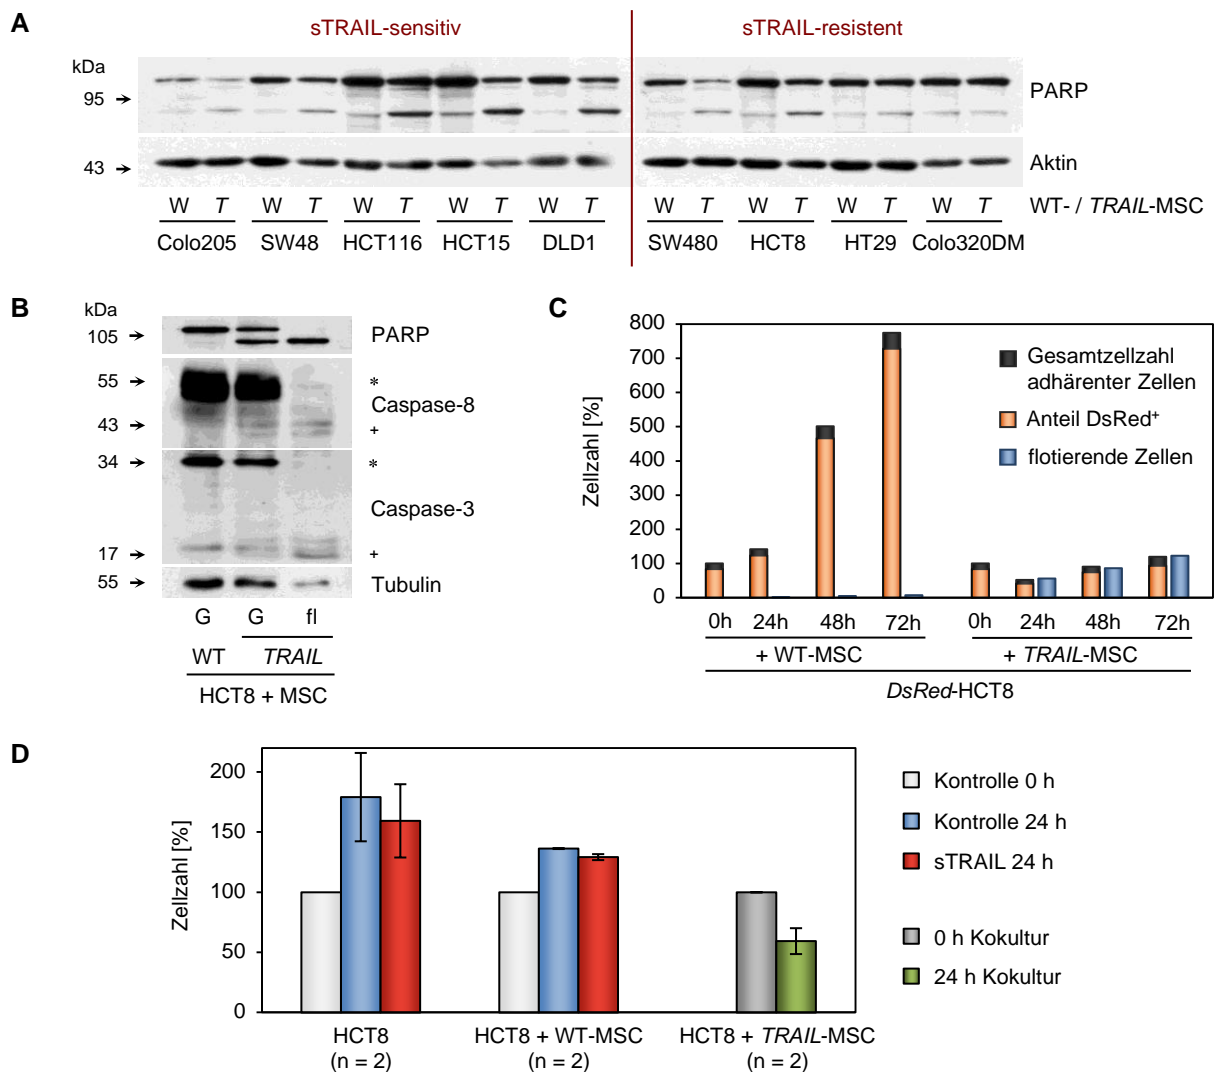 A
sTRAIL-sensitiv
sTRAIL-resistent
kDa
95
PARP
43
Aktin
W T W T W T W T W T W T W T W T W T
WT- / TRAIL-MSC
Colo205 SW48 HCT116 HCT15 DLD1 SW480 HCT8 HT29 Colo320DM
B
kDa
105
PARP
55
*
Caspase-8
43
+
34
*
Caspase-3
17
+
55
Tubulin
G G fl
WT TRAIL
HCT8 + MSC
C
Zellzahl [%]
800
700
600
500
400
300
200
100
0
Gesamtzellzahl
adhärenter Zellen
Anteil DsRed+
flotierende Zellen
0h 24h 48h 72h 0h 24h 48h 72h
+ WT-MSC + TRAIL-MSC
DsRed-HCT8
D
Zellzahl [%]
200
150
100
50
0
Kontrolle 0 h
Kontrolle 24 h
sTRAIL 24 h
0 h Kokultur
24 h Kokultur
HCT8 HCT8 + WT-MSC HCT8 + TRAIL-MSC
(n = 2) (n = 2) (n = 2)